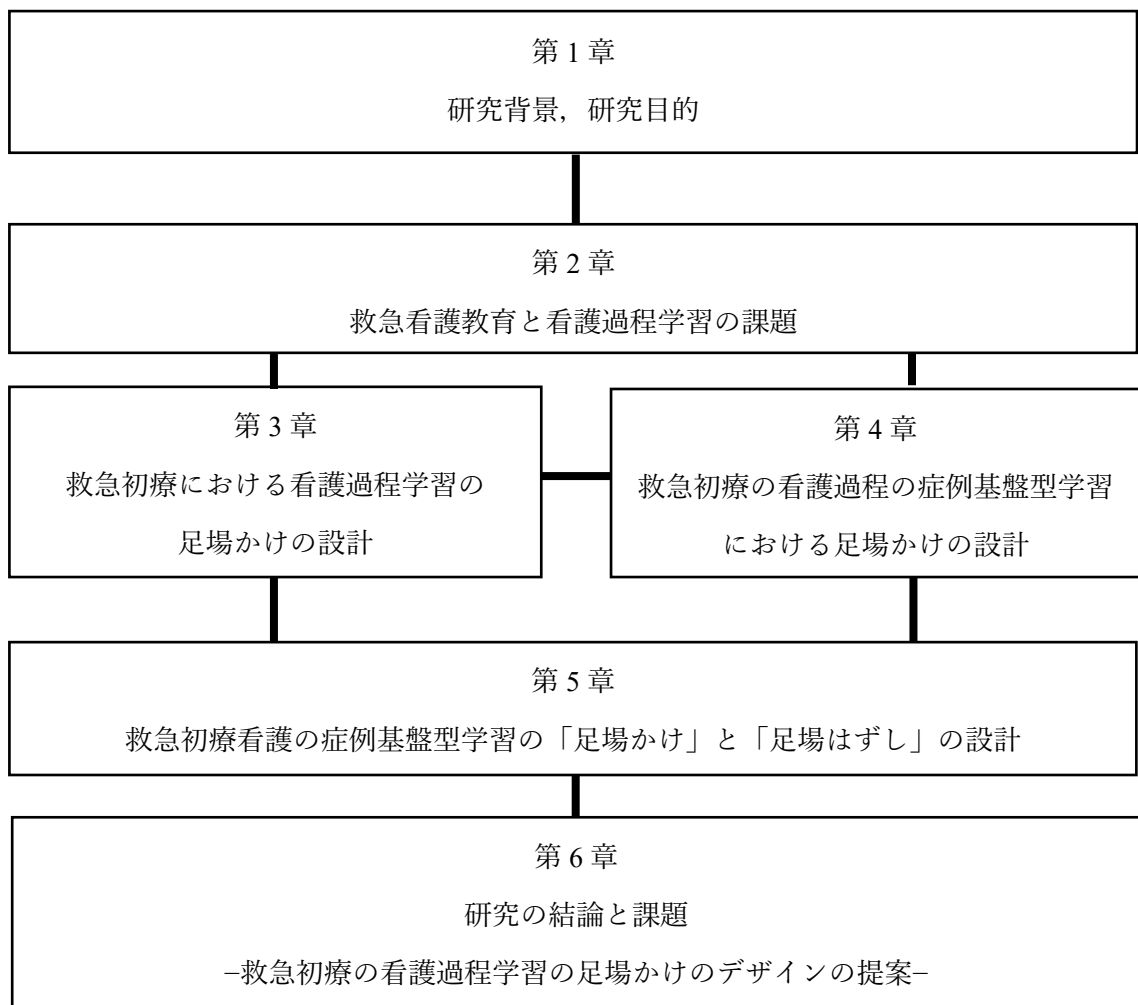 第 1 章
研究背景，研究目的
第 2 章
救急看護教育と看護過程学習の課題
第 3 章
救急初療における看護過程学習の
足場かけの設計
第 4 章
救急初療の看護過程の症例基盤型学習
における足場かけの設計
第 5 章
救急初療看護の症例基盤型学習の「足場かけ」と「足場はずし」の設計
第 6 章
研究の結論と課題
−救急初療の看護過程学習の足場かけのデザインの提案−